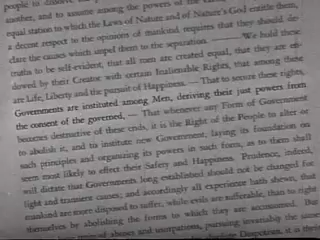 people to dissolve the
another, and to assume among the powers of the
equal station to which the Laws of Nature and of Nature's God entitle them,
a decent respect to the opinions of mankind requires that they should de-
clare the causes which impel them to the separation. — We hold these
truths to be self-evident, that all men are created equal, that they are en-
dowed by their Creator with certain Inalienable Rights, that among these
are Life, Liberty and the pursuit of Happiness. — That to secure these rights,
Governments are instituted among Men, deriving their just powers from
the consent of the governed, — That whenever any Form of Government
becomes destructive of these ends, it is the Right of the People to alter or
to abolish it, and to institute new Government, laying its foundation on
such principles and organizing its powers in such form, as to them shall
seem most likely to effect their Safety and Happiness. Prudence, indeed,
will dictate that Governments long established should not be changed for
light and transient causes; and accordingly all experience hath shewn, that
mankind are more disposed to suffer, while evils are sufferable, than to right
themselves by abolishing the forms to which they are accustomed. But
of abuses and usurpations, pursuing invariably the same
Despotism, it is their